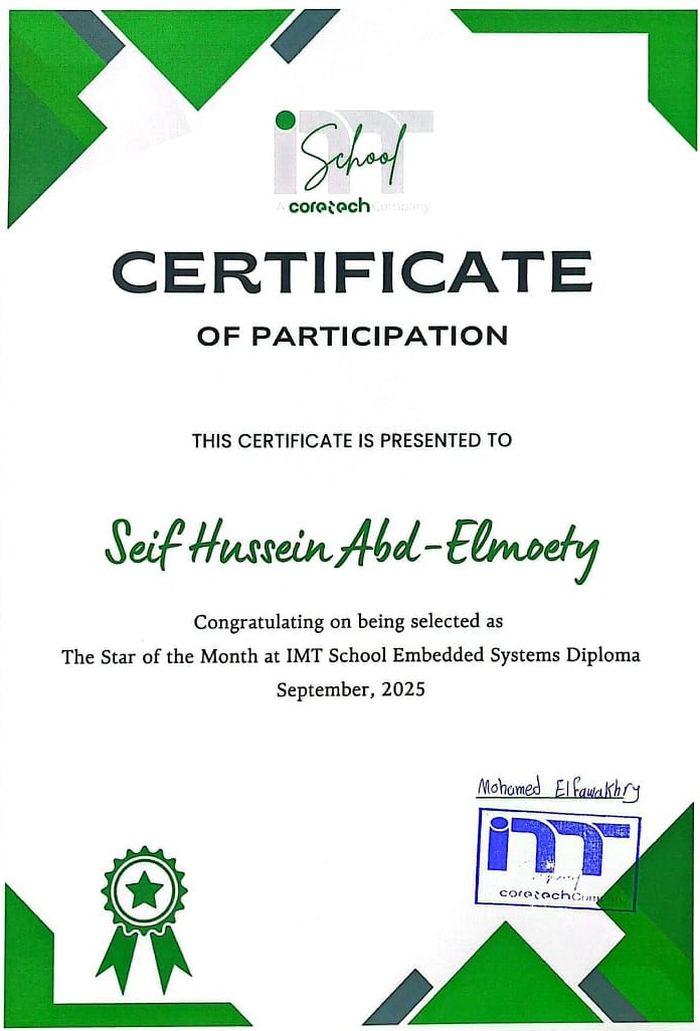 imt
School
A coretech Company
CERTIFICATE
OF PARTICIPATION
THIS CERTIFICATE IS PRESENTED TO
Seif Hussein Abd-Elmoety
Congratulating on being selected as
The Star of the Month at IMT School Embedded Systems Diploma
September, 2025
Mohamed Elfawakhry
imt
coretech Company